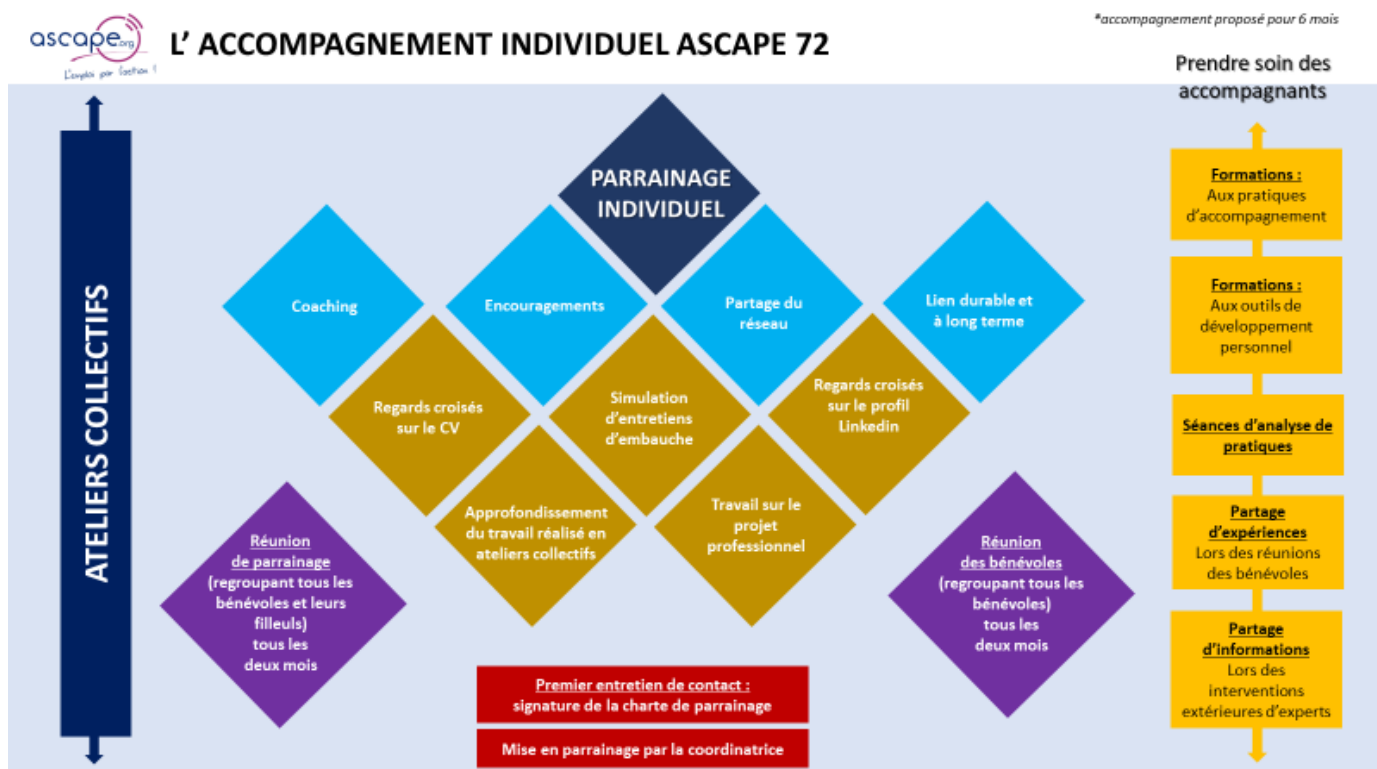 *accompagnement proposé pour 6 mois
ascape.org
L'emploi par l'action !
L' ACCOMPAGNEMENT INDIVIDUEL ASCAPE 72
Prendre soin des
accompagnants
ATELIERS COLLECTIFS
PARRAINAGE
INDIVIDUEL
Coaching
Encouragements
Partage du
réseau
Lien durable et
à long terme
Regards croisés
sur le CV
Simulation
d'entretiens
d'embauche
Regards croisés
sur le profil
Linkedin
Approfondissement
du travail réalisé en
ateliers collectifs
Travail sur le
projet
professionnel
Réunion
de parrainage
(regroupant tous les
bénévoles et leurs
filleuls)
tous les
deux mois
Réunion
des bénévoles
(regroupant tous les
bénévoles)
tous les
deux mois
Premier entretien de contact :
signature de la charte de parrainage
Mise en parrainage par la coordinatrice
Formations :
Aux pratiques
d'accompagnement
Formations :
Aux outils de
développement
personnel
Séances d'analyse de
pratiques
Partage
d'expériences
Lors des réunions
des bénévoles
Partage
d'informations
Lors des
interventions
extérieures d'experts